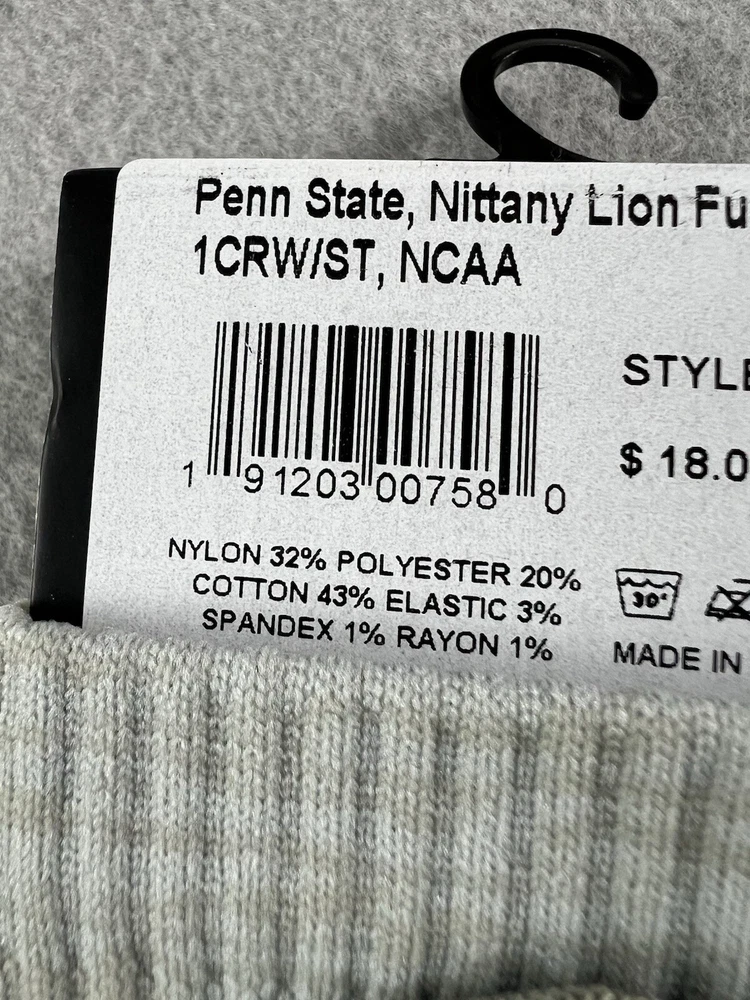 Penn State, Nittany Lion Fu
1CRW/ST, NCAA
1 91203 00758 0
STYLE
$ 18.0
NYLON 32% POLYESTER 20%
COTTON 43% ELASTIC 3%
SPANDEX 1% RAYON 1%
30°
MADE IN